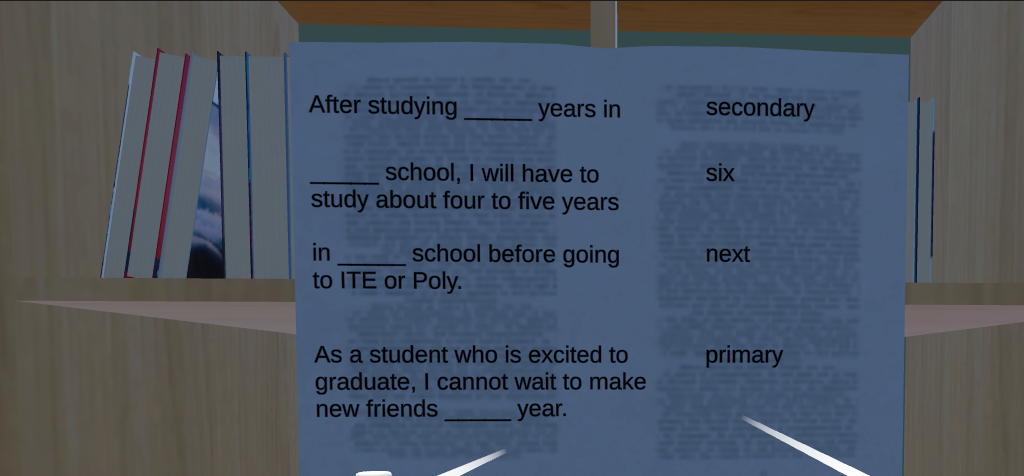 After studying _____ years in
secondary
_____ school, I will have to
study about four to five years
six
in _____ school before going
to ITE or Poly.
next
As a student who is excited to
graduate, I cannot wait to make
new friends _____ year.
primary